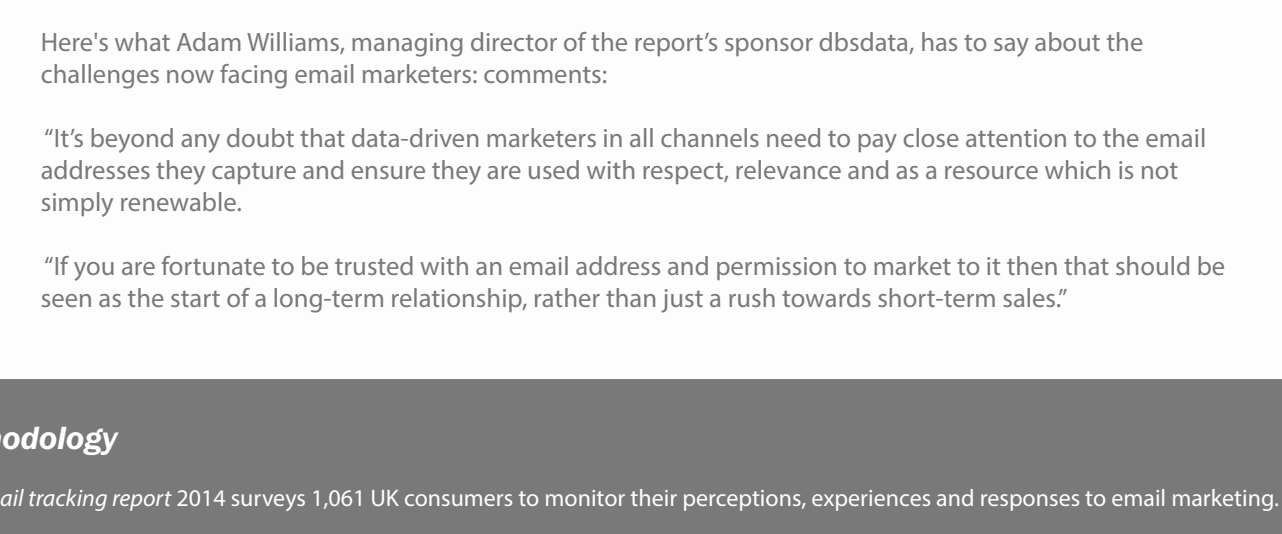 Here's what Adam Williams, managing director of the report’s sponsor dbsdata, has to say about the
challenges now facing email marketers: comments:
“It’s beyond any doubt that data-driven marketers in all channels need to pay close attention to the email
addresses they capture and ensure they are used with respect, relevance and as a resource which is not
simply renewable.
“If you are fortunate to be trusted with an email address and permission to market to it then that should be
seen as the start of a long-term relationship, rather than just a rush towards short-term sales.”
odology
ail tracking report 2014 surveys 1,061 UK consumers to monitor their perceptions, experiences and responses to email marketing.